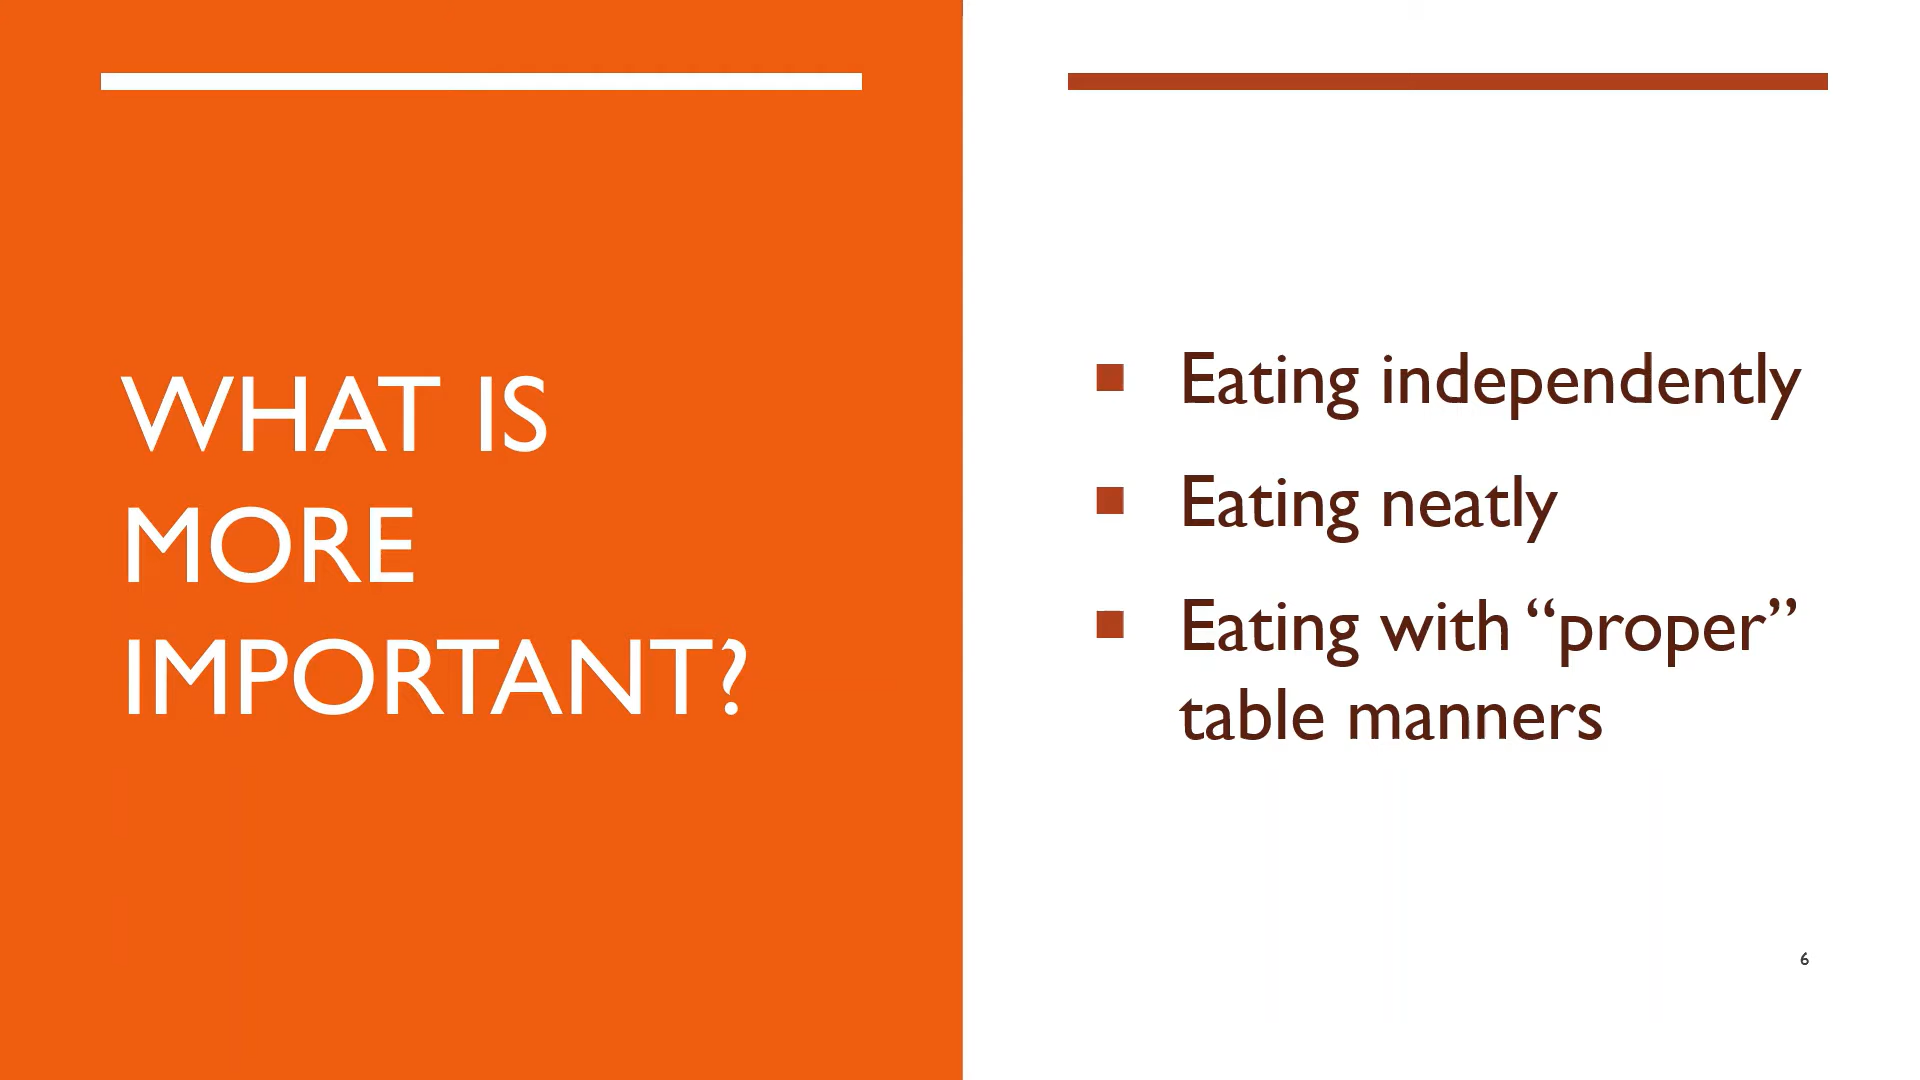 WHAT IS
MORE
IMPORTANT?
Eating independently
Eating neatly
Eating with “proper”
table manners
6